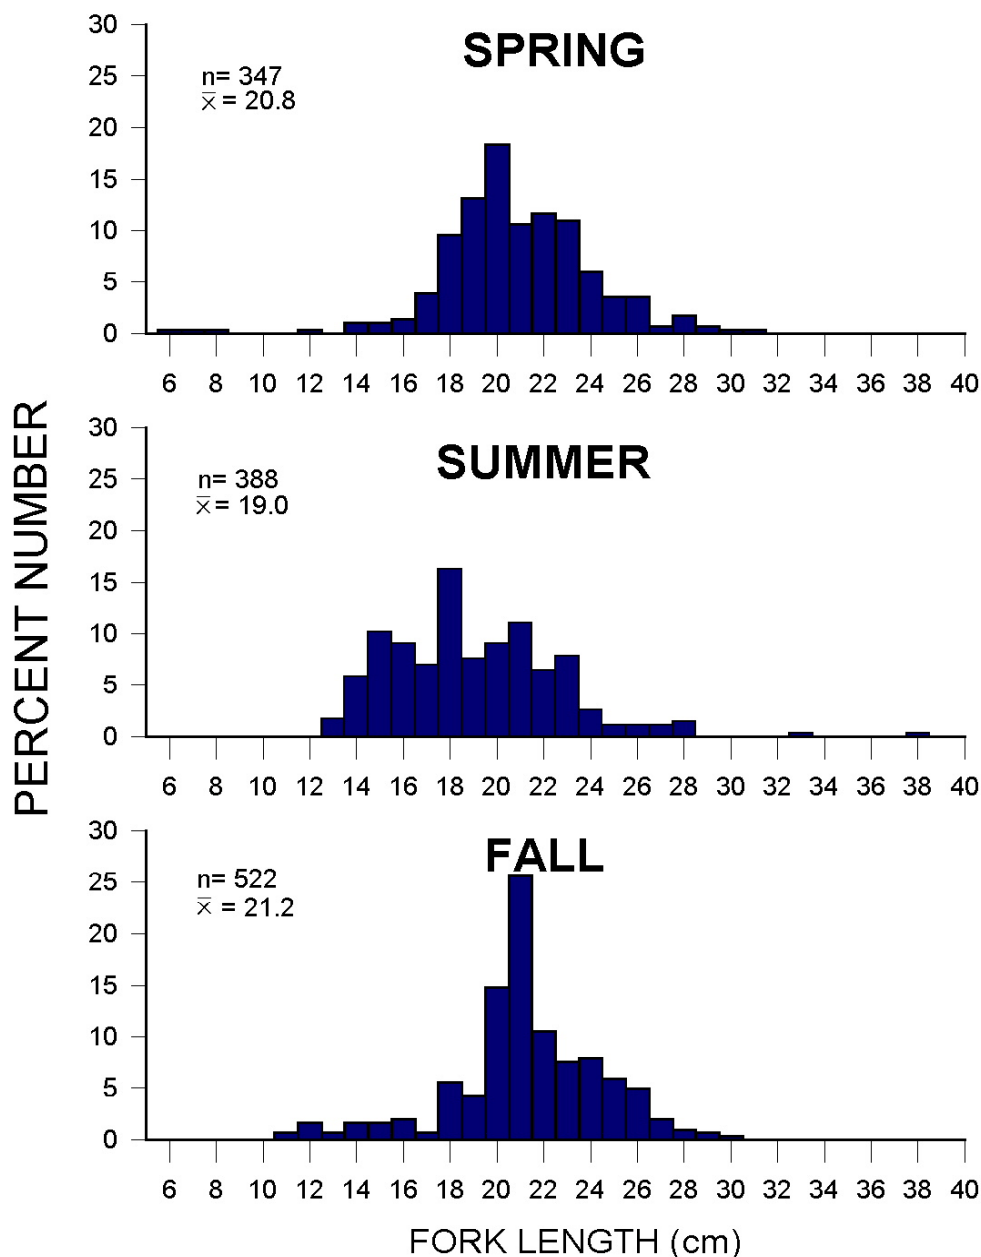 PERCENT NUMBER
SPRING
n= 347
x̅ = 20.8
30
25
20
15
10
5
0
6 8 10 12 14 16 18 20 22 24 26 28 30 32 34 36 38 40
SUMMER
n= 388
x̅ = 19.0
30
25
20
15
10
5
0
6 8 10 12 14 16 18 20 22 24 26 28 30 32 34 36 38 40
FALL
n= 522
x̅ = 21.2
30
25
20
15
10
5
0
6 8 10 12 14 16 18 20 22 24 26 28 30 32 34 36 38 40
FORK LENGTH (cm)